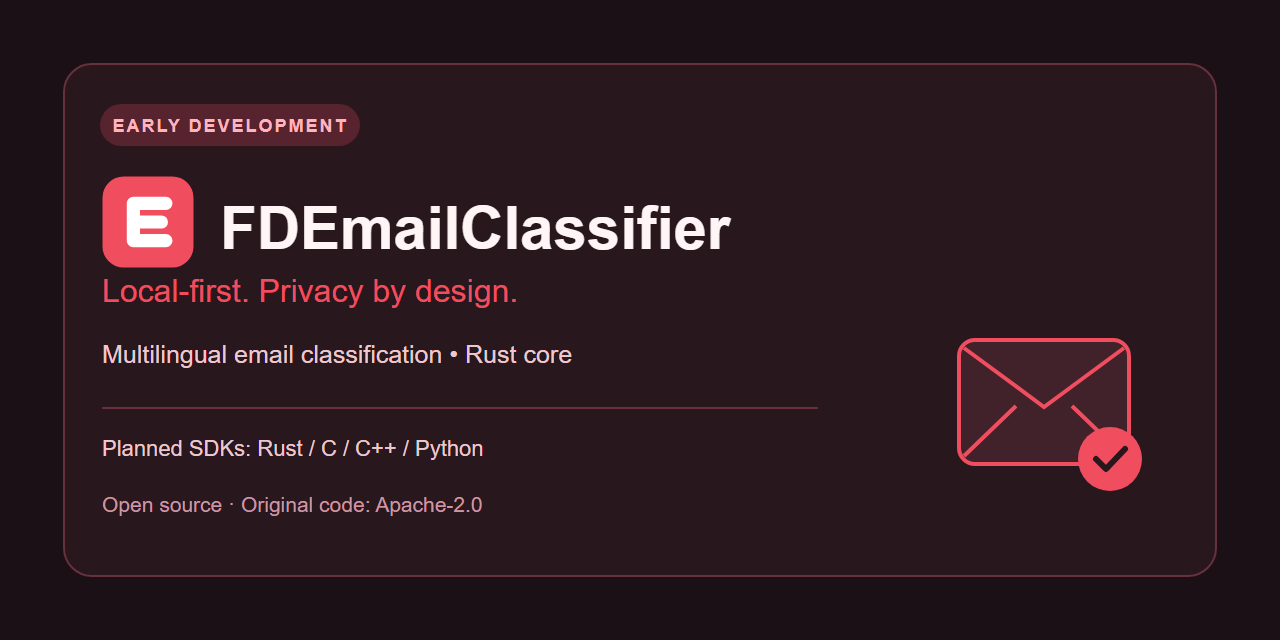 EARLY DEVELOPMENT
E FDEmailClassifier
Local-first. Privacy by design.
Multilingual email classification • Rust core
Planned SDKs: Rust / C / C++ / Python
Open source · Original code: Apache-2.0